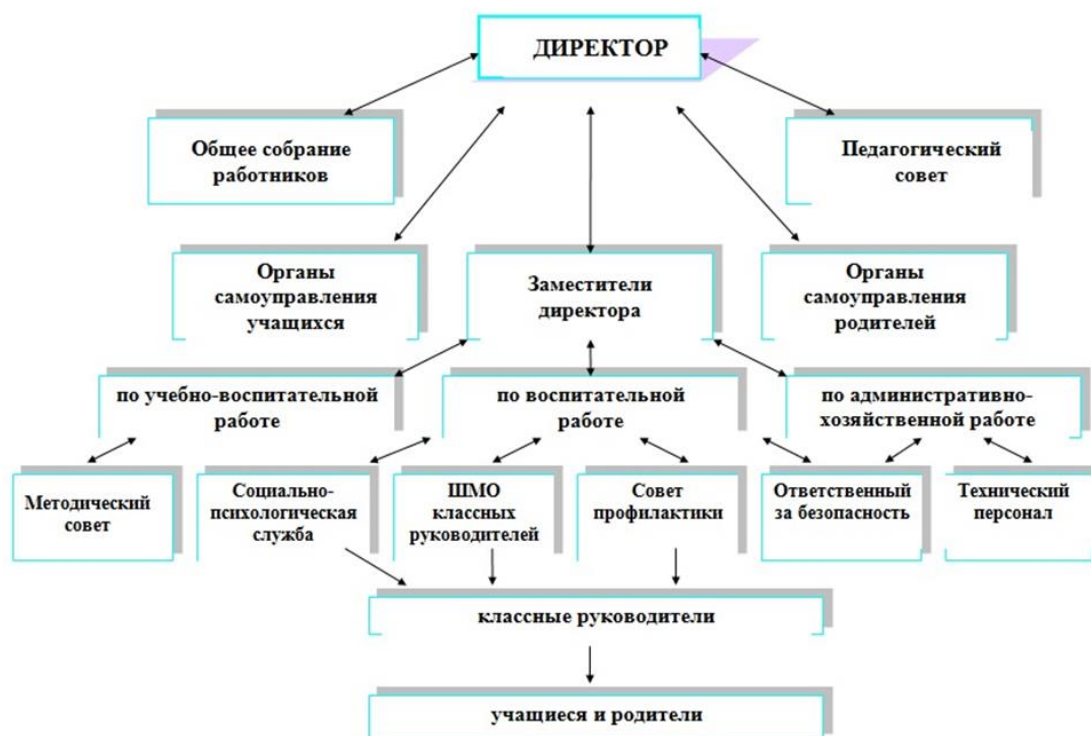 ДИРЕКТОР
Общее собрание
работников
Педагогический
совет
Органы
самоуправления
учащихся
Заместители
директора
Органы
самоуправления
родителей
по учебно-воспитательной
работе
по воспитательной
работе
по административно-
хозяйственной работе
Методический
совет
Социально-
психологическая
служба
ШМО
классных
руководителей
Совет
профилактики
Ответственный
за безопасность
Технический
персонал
классные руководители
учащиеся и родители